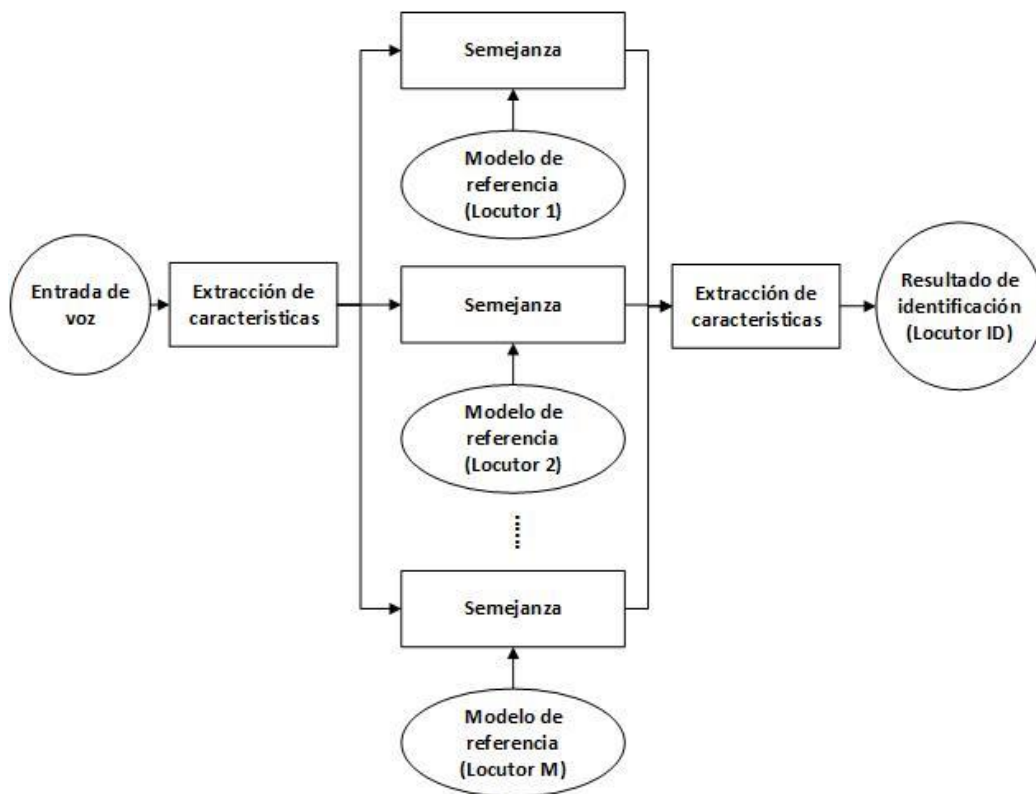 Semejanza
Modelo de
referencia
(Locutor 1)
Entrada de
voz
Extracción de
caracteristicas
Semejanza
Extracción de
caracteristicas
Resultado de
identificación
(Locutor ID)
Modelo de
referencia
(Locutor 2)
Semejanza
Modelo de
referencia
(Locutor M)